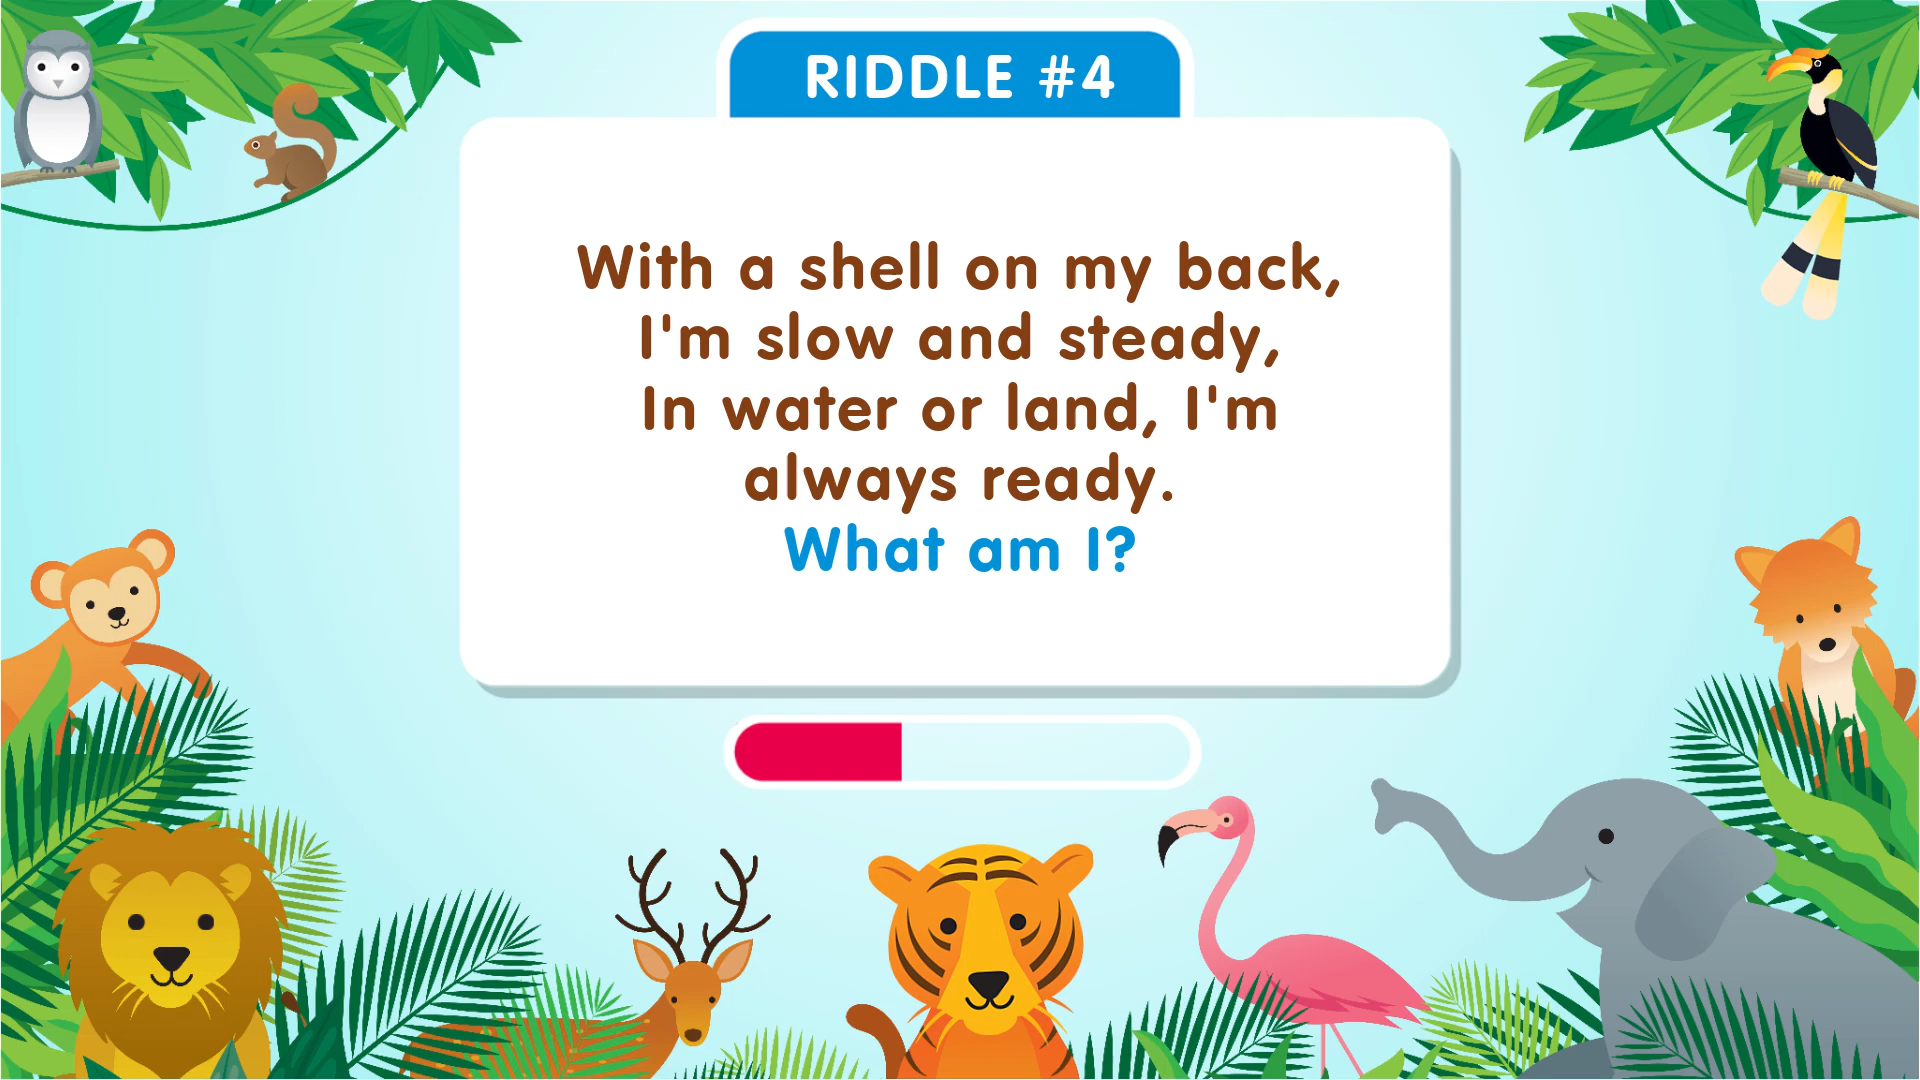 RIDDLE #4
With a shell on my back,
I'm slow and steady,
In water or land, I'm
always ready.
What am I?